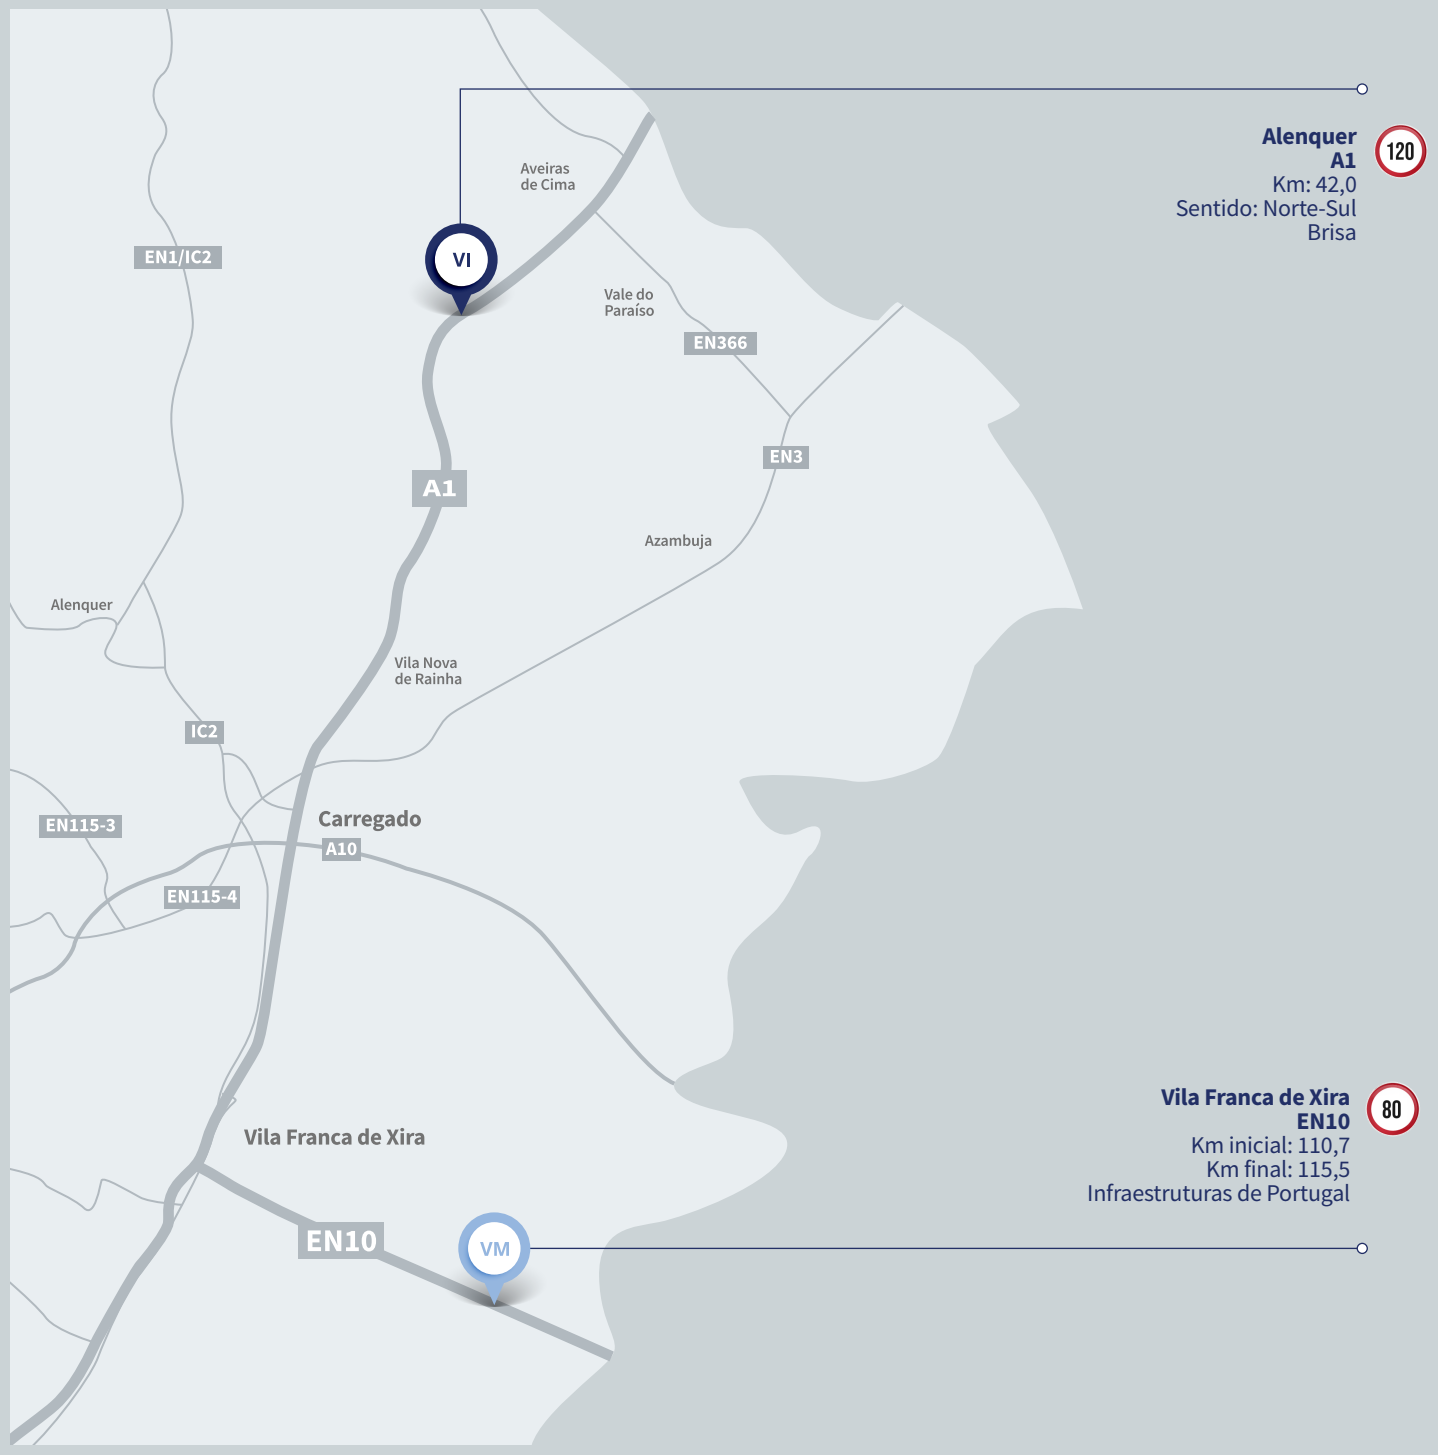 Alenquer
A1
Km: 42,0
Sentido: Norte-Sul
Brisa
120
Aveiras
de Cima
EN1/IC2
VI
Vale do
Paraíso
EN366
EN3
A1
Azambuja
Alenquer
Vila Nova
de Rainha
IC2
Carregado
EN115-3
A10
EN115-4
Vila Franca de Xira
EN10
Km inicial: 110,7
Km final: 115,5
Infraestruturas de Portugal
80
Vila Franca de Xira
EN10
VM